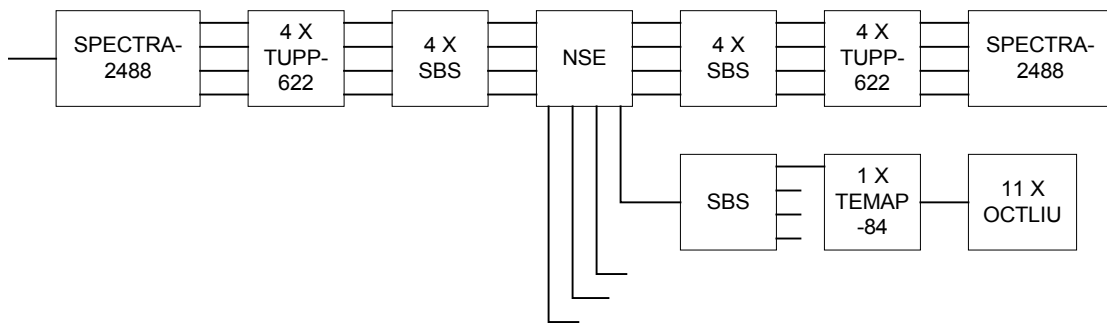 SPECTRA-
2488
4 X
TUPP-
622
4 X
SBS
NSE
4 X
SBS
4 X
TUPP-
622
SPECTRA-
2488
SBS
1 X
TEMAP
-84
11 X
OCTLIU